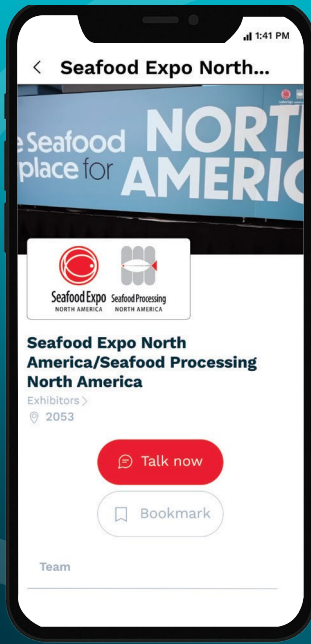 1:41 PM
Seafood Expo North...
e Seafood NORT
place for AMERIC
Seafood Expo Seafood Processing
NORTH AMERICA NORTH AMERICA
Seafood Expo North
America/Seafood Processing
North America
Exhibitors
2053
Talk now
Bookmark
Team